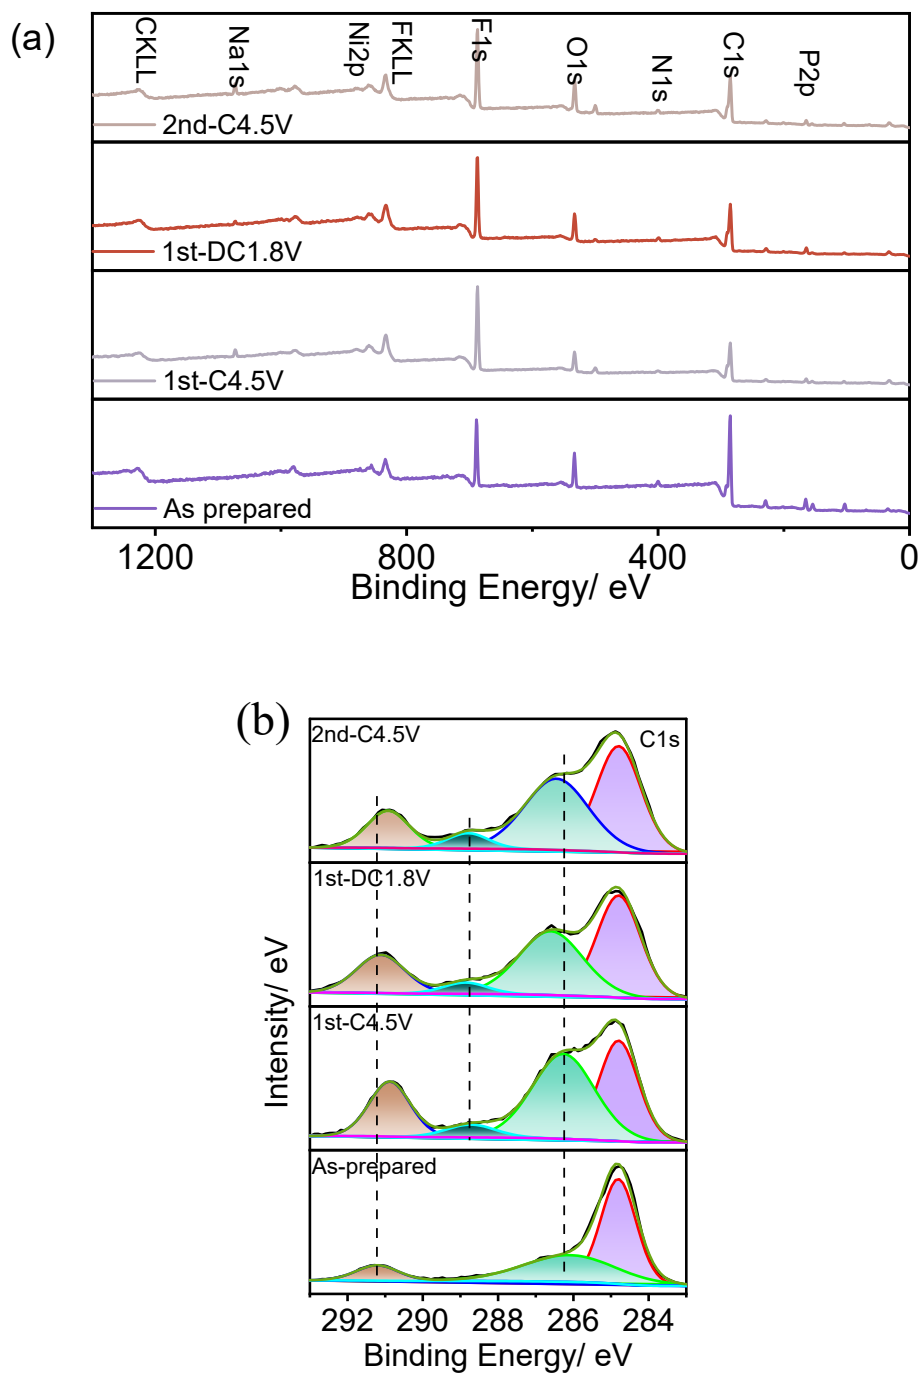 (a)
CKLL
Na1s
Ni2p
FKLL
F1s
O1s
N1s
C1s
P2p
2nd-C4.5V
1st-DC1.8V
1st-C4.5V
As prepared
1200 800 400 0
Binding Energy/ eV
(b)
2nd-C4.5V C1s
1st-DC1.8V
1st-C4.5V
As-prepared
Intensity/ eV
292 290 288 286 284
Binding Energy/ eV